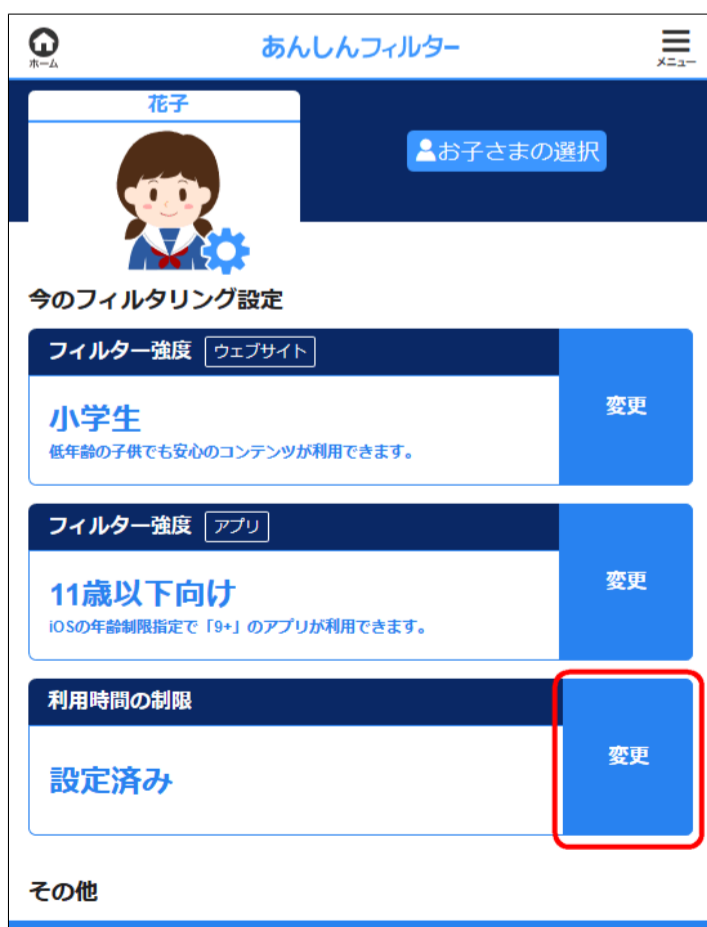 あんしんフィルター
ホーム
メニュー
花子
お子さまの選択
今のフィルタリング設定
フィルター強度 ウェブサイト
小学生
低年齢の子供でも安心のコンテンツが利用できます。
変更
フィルター強度 アプリ
11歳以下向け
iOSの年齢制限指定で「9+」のアプリが利用できます。
変更
利用時間の制限
設定済み
変更
その他